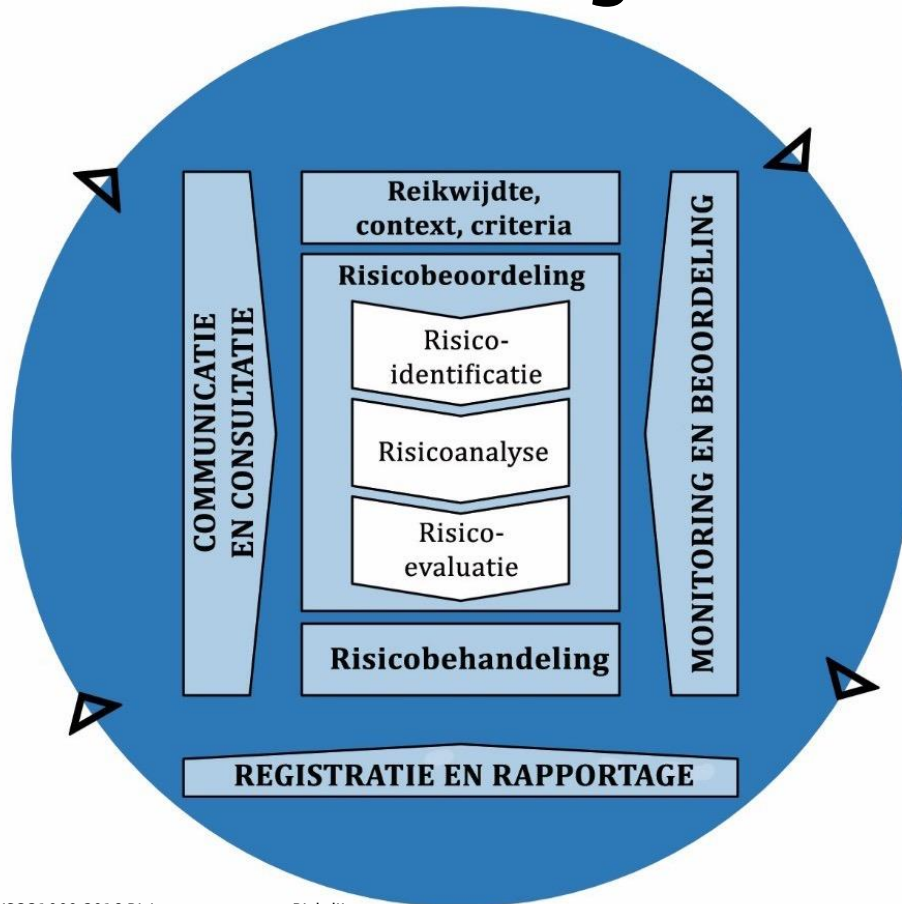 Reikwijdte,
context, criteria
Risicobeoordeling
Risico-
identificatie
Risicoanalyse
Risico-
evaluatie
Risicobehandeling
COMMUNICATIE
EN CONSULTATIE
MONITORING EN BEOORDELING
REGISTRATIE EN RAPPORTAGE